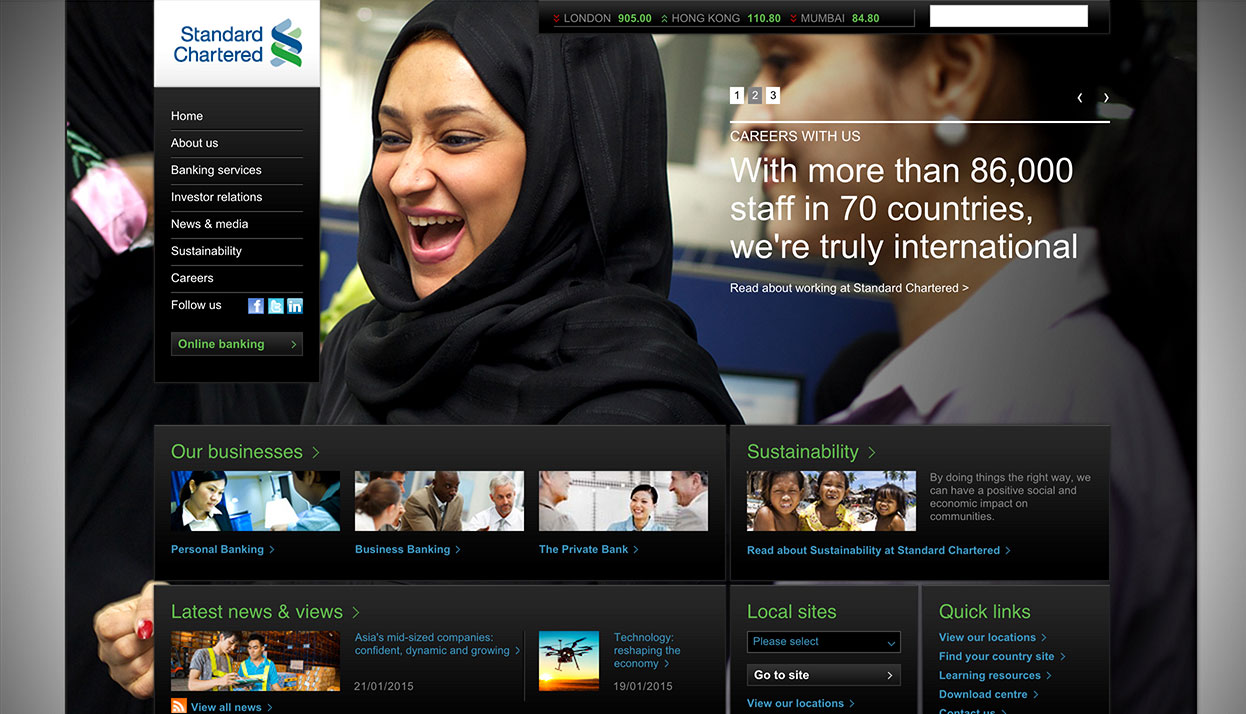 Standard
Chartered
LONDON 905.00 HONG KONG 110.80 MUMBAI 84.80
Home
About us
Banking services
Investor relations
News & media
Sustainability
Careers
Follow us
Online banking >
1 2 3
‹ ›
CAREERS WITH US
With more than 86,000
staff in 70 countries,
we're truly international
Read about working at Standard Chartered >
Our businesses >
Personal Banking >
Business Banking >
The Private Bank >
Sustainability >
By doing things the right way, we
can have a positive social and
economic impact on
communities.
Read about Sustainability at Standard Chartered >
Latest news & views >
Asia's mid-sized companies:
confident, dynamic and growing >
21/01/2015
Technology:
reshaping the
economy >
19/01/2015
View all news >
Local sites
Please select
Go to site >
View our locations >
Quick links
View our locations >
Find your country site >
Learning resources >
Download centre >
Contact us >